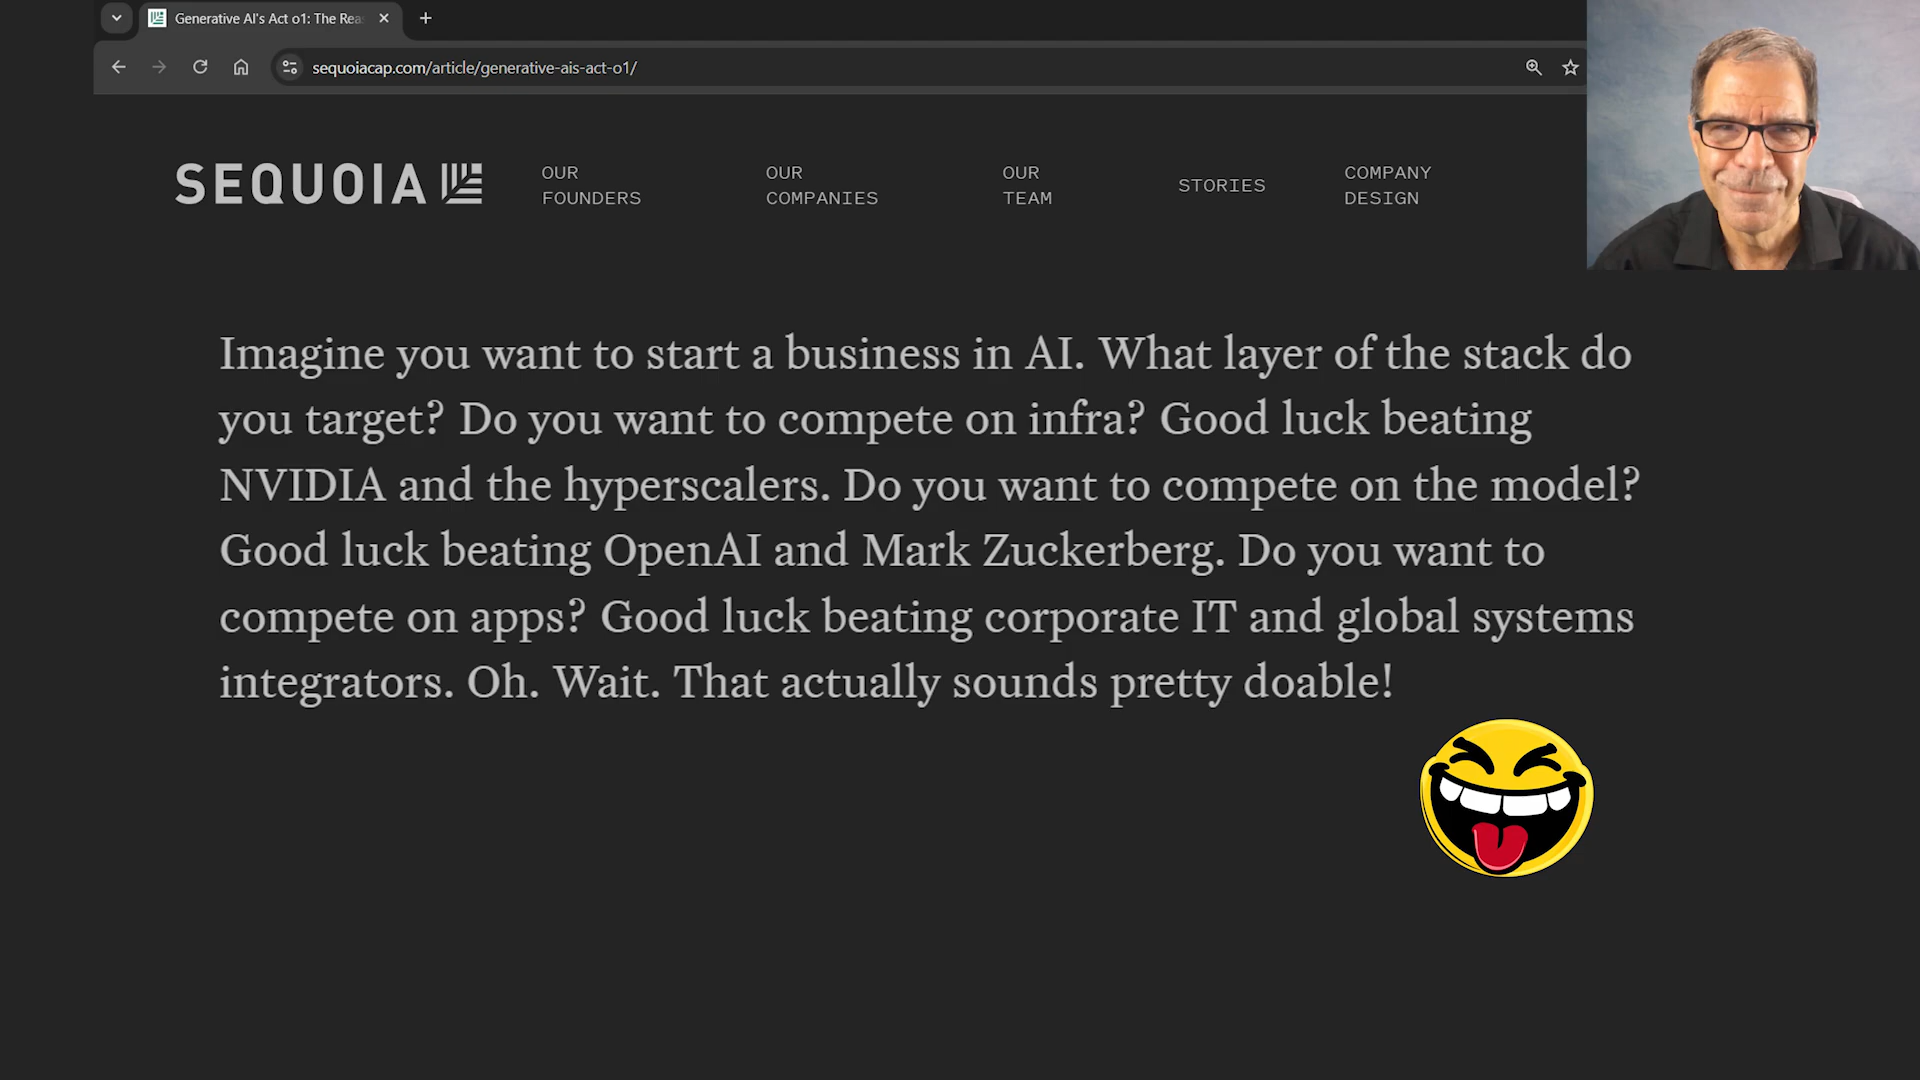 Generative AI's Act o1: The Rea
sequoiacap.com/article/generative-ais-act-o1/
SEQUOIA
OUR FOUNDERS
OUR COMPANIES
OUR TEAM
STORIES
COMPANY DESIGN
Imagine you want to start a business in AI. What layer of the stack do
you target? Do you want to compete on infra? Good luck beating
NVIDIA and the hyperscalers. Do you want to compete on the model?
Good luck beating OpenAI and Mark Zuckerberg. Do you want to
compete on apps? Good luck beating corporate IT and global systems
integrators. Oh. Wait. That actually sounds pretty doable!